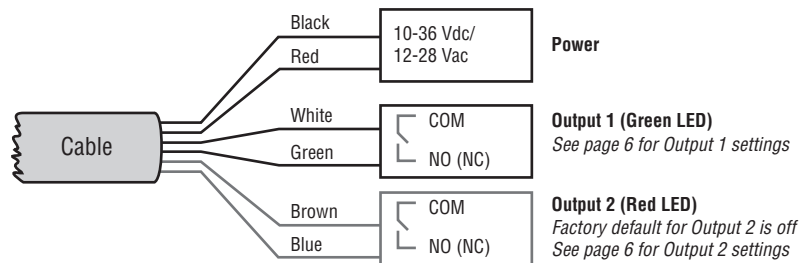 Black
Red
10-36 Vdc/
12-28 Vac
Power
Cable
White
Green
COM
NO (NC)
Output 1 (Green LED)
See page 6 for Output 1 settings
Brown
Blue
COM
NO (NC)
Output 2 (Red LED)
Factory default for Output 2 is off
See page 6 for Output 2 settings